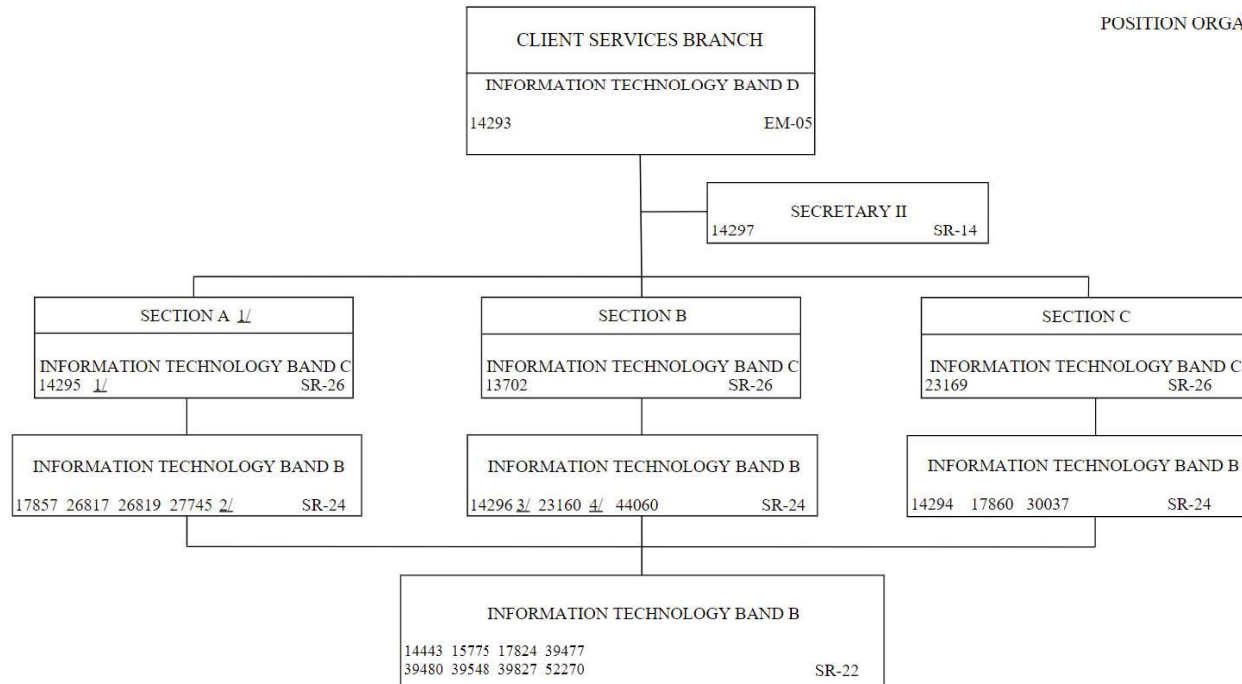 POSITION ORGA
CLIENT SERVICES BRANCH
INFORMATION TECHNOLOGY BAND D
14293 EM-05
SECRETARY II
14297 SR-14
SECTION A 1/
INFORMATION TECHNOLOGY BAND C
14295 1/ SR-26
SECTION B
INFORMATION TECHNOLOGY BAND C
13702 SR-26
SECTION C
INFORMATION TECHNOLOGY BAND C
23169 SR-26
INFORMATION TECHNOLOGY BAND B
17857 26817 26819 27745 2/ SR-24
INFORMATION TECHNOLOGY BAND B
14296 3/ 23160 4/ 44060 SR-24
INFORMATION TECHNOLOGY BAND B
14294 17860 30037 SR-24
INFORMATION TECHNOLOGY BAND B
14443 15775 17824 39477
39480 39548 39827 52270 SR-22